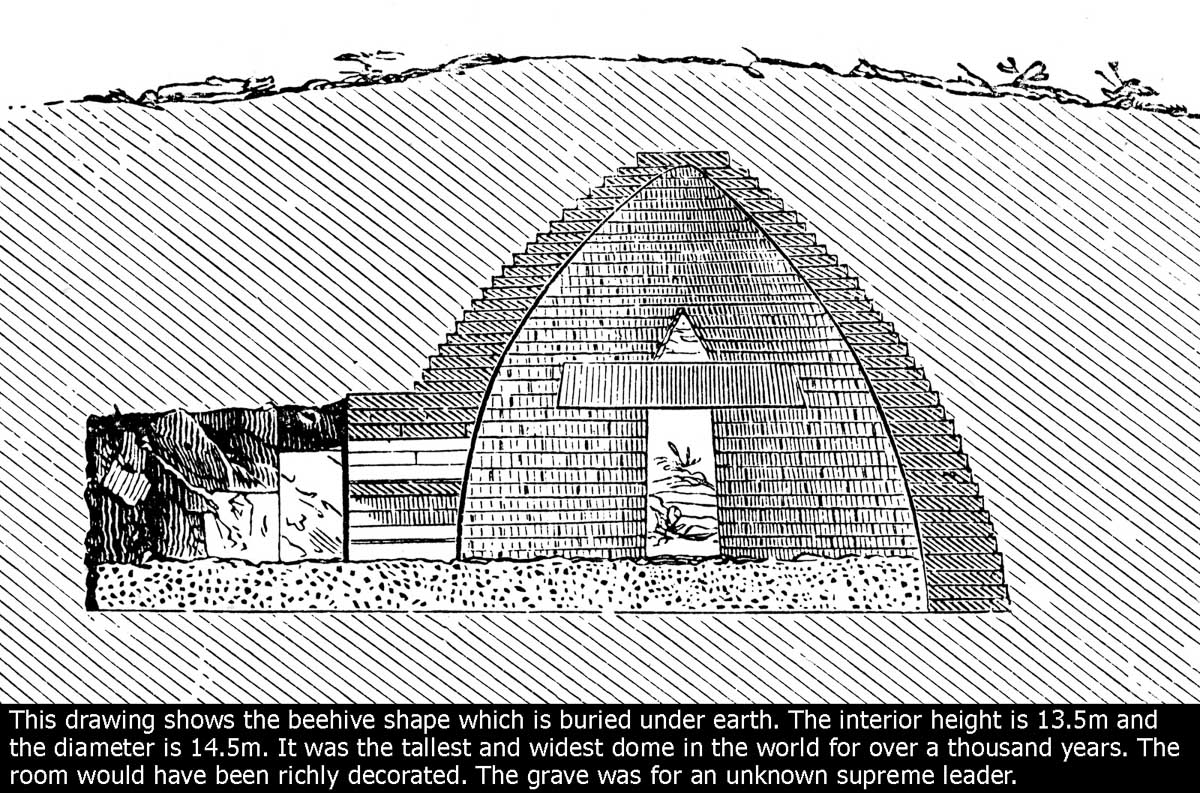 This drawing shows the beehive shape which is buried under earth. The interior height is 13.5m and
the diameter is 14.5m. It was the tallest and widest dome in the world for over a thousand years. The
room would have been richly decorated. The grave was for an unknown supreme leader.